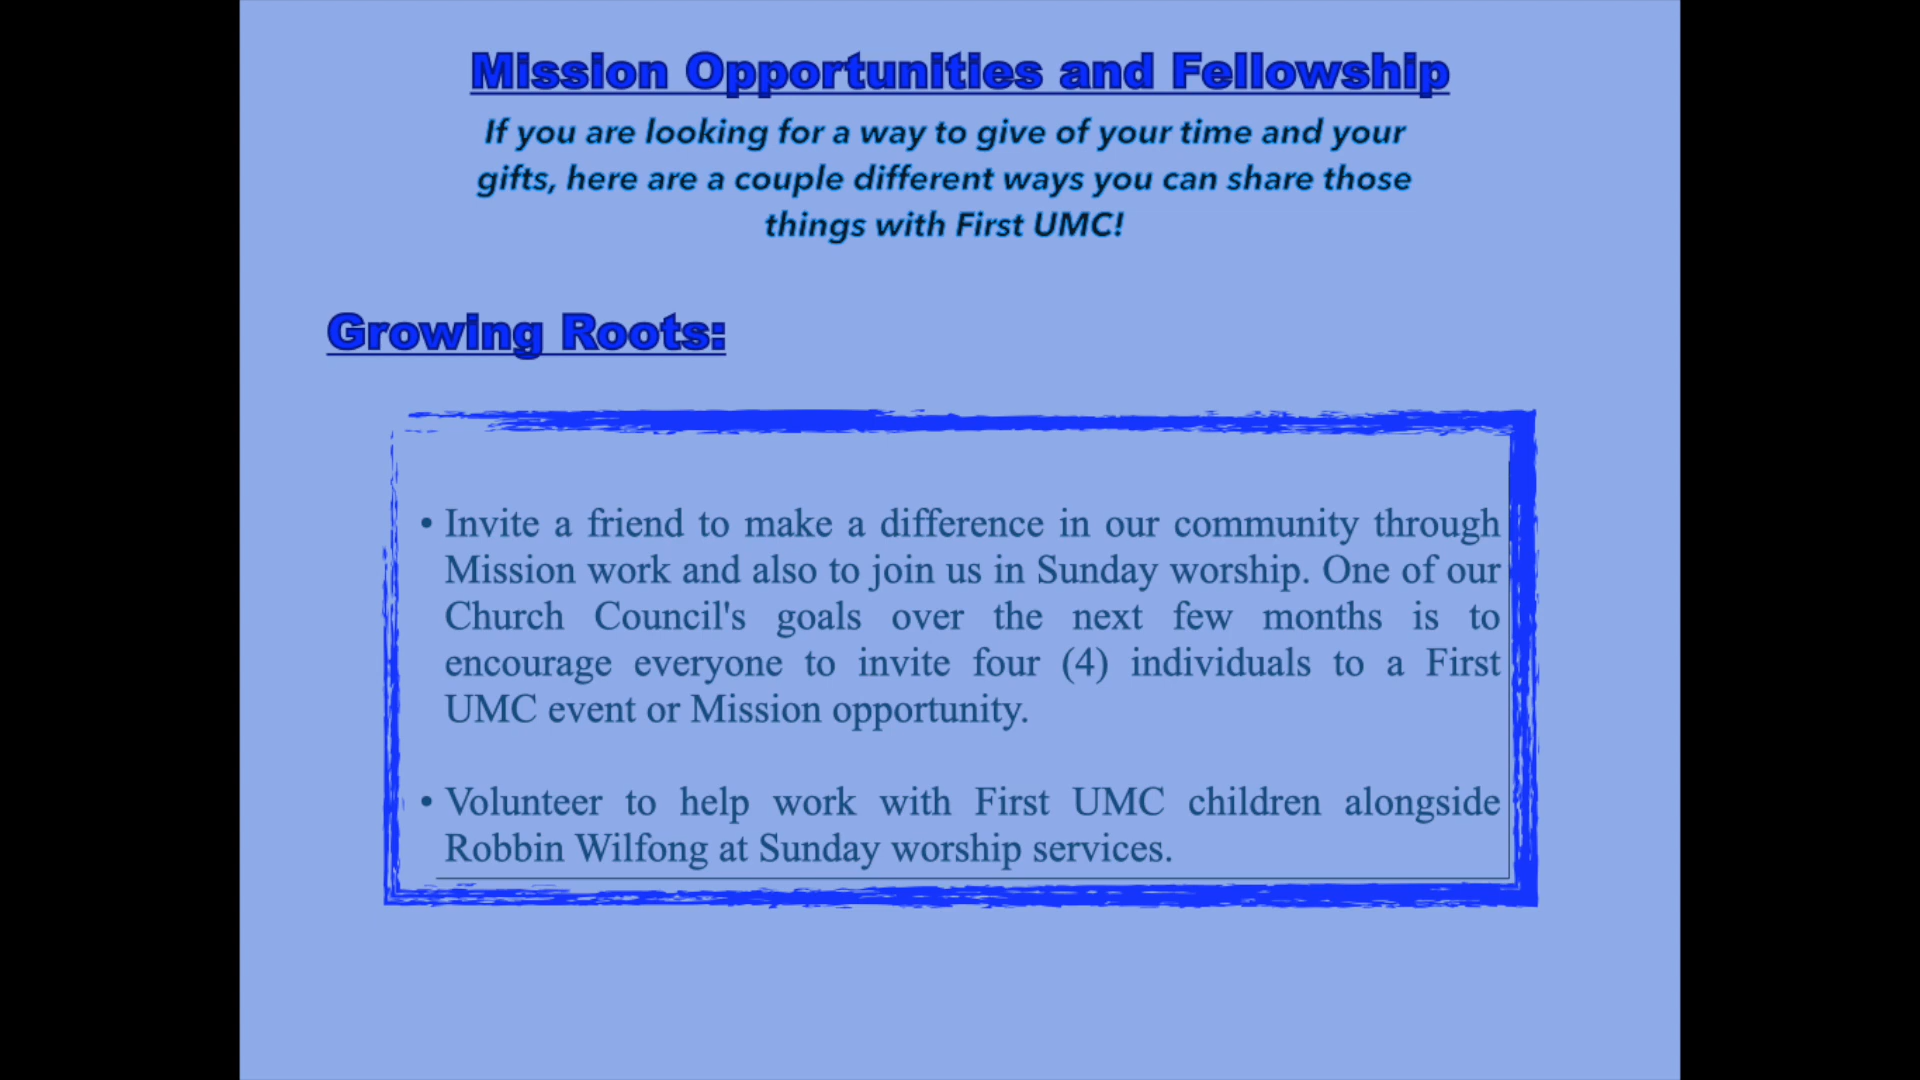 Mission Opportunities and Fellowship
If you are looking for a way to give of your time and your
gifts, here are a couple different ways you can share those
things with First UMC!
Growing Roots:
• Invite a friend to make a difference in our community through
Mission work and also to join us in Sunday worship. One of our
Church Council's goals over the next few months is to
encourage everyone to invite four (4) individuals to a First
UMC event or Mission opportunity.
• Volunteer to help work with First UMC children alongside
Robbin Wilfong at Sunday worship services.